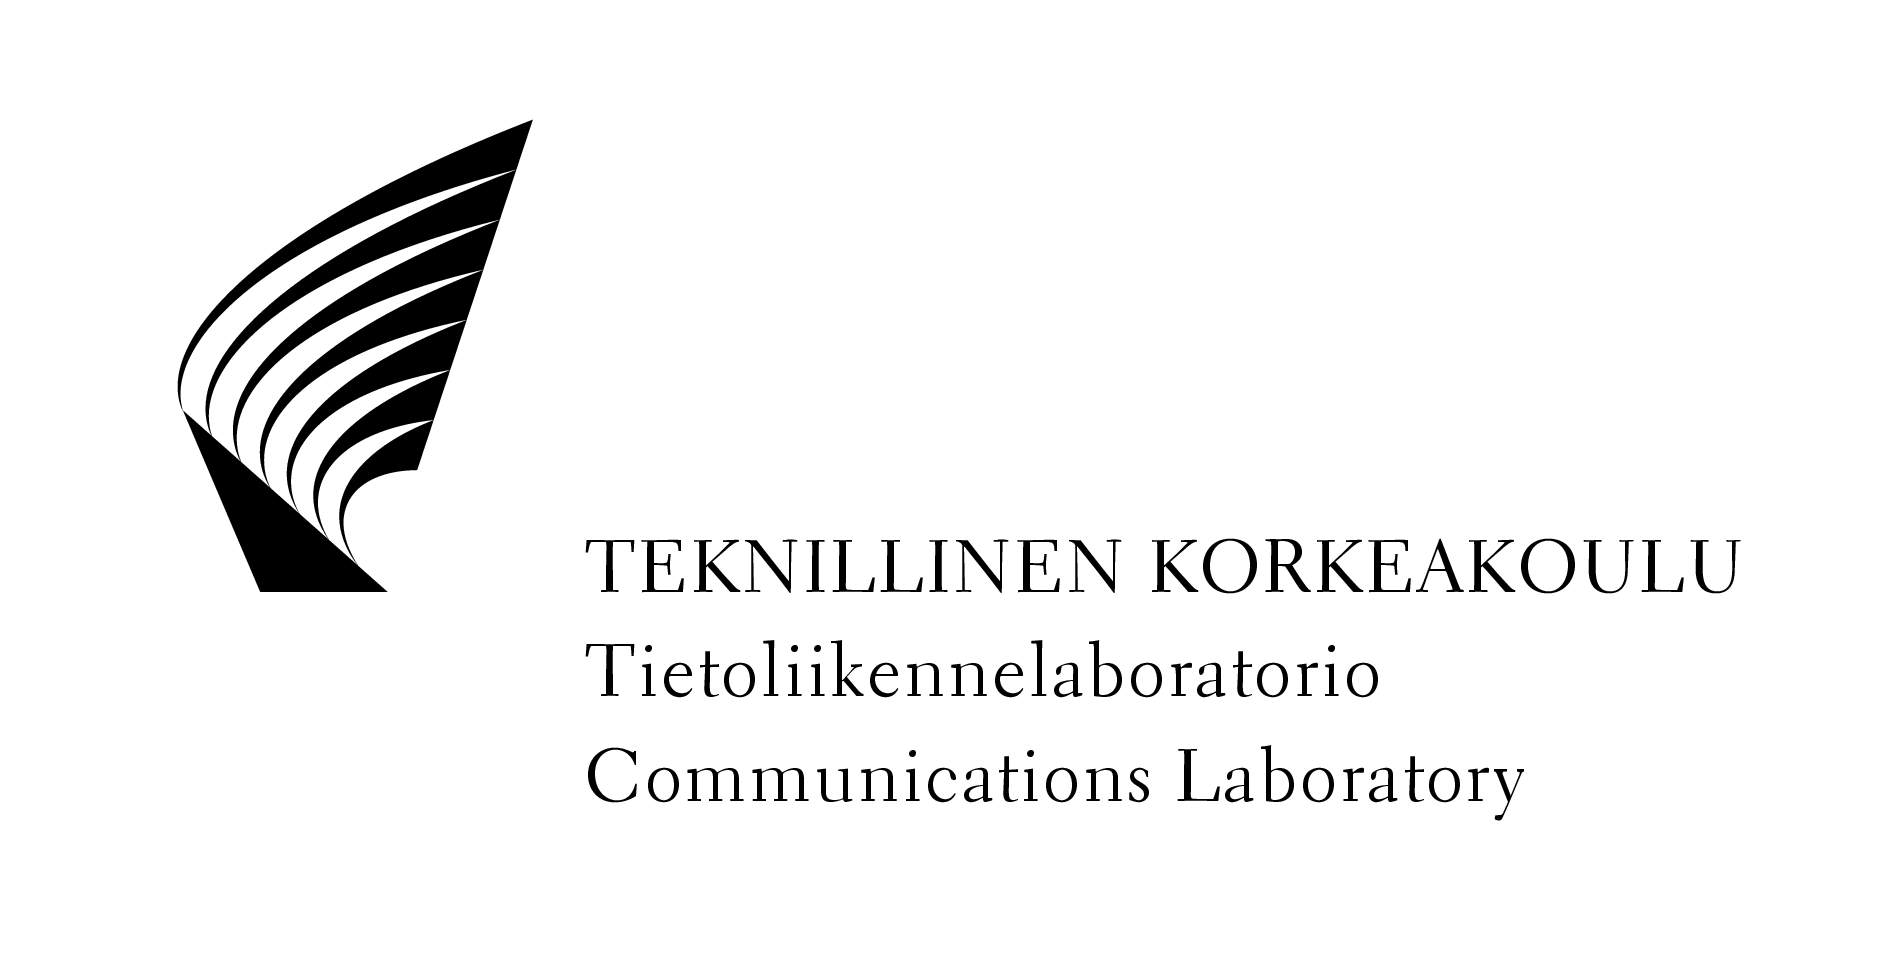 TEKNILLINEN KORKEAKOULU
Tietoliikennelaboratorio
Communications Laboratory